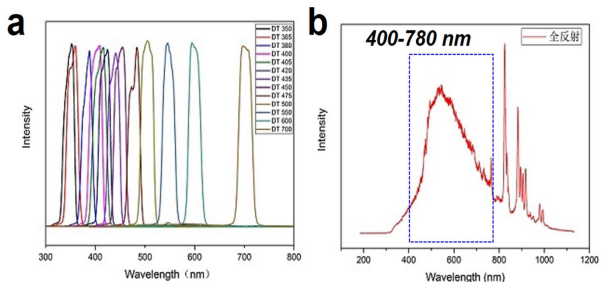 a
Intensity
DT 350
DT 365
DT 380
DT 400
DT 405
DT 420
DT 435
DT 450
DT 475
DT 500
DT 550
DT 600
DT 700
300 400 500 600 700 800
Wavelength（nm）
b
400-780 nm
全反射
Intensity
200 400 600 800 1000 1200
Wavelength (nm)